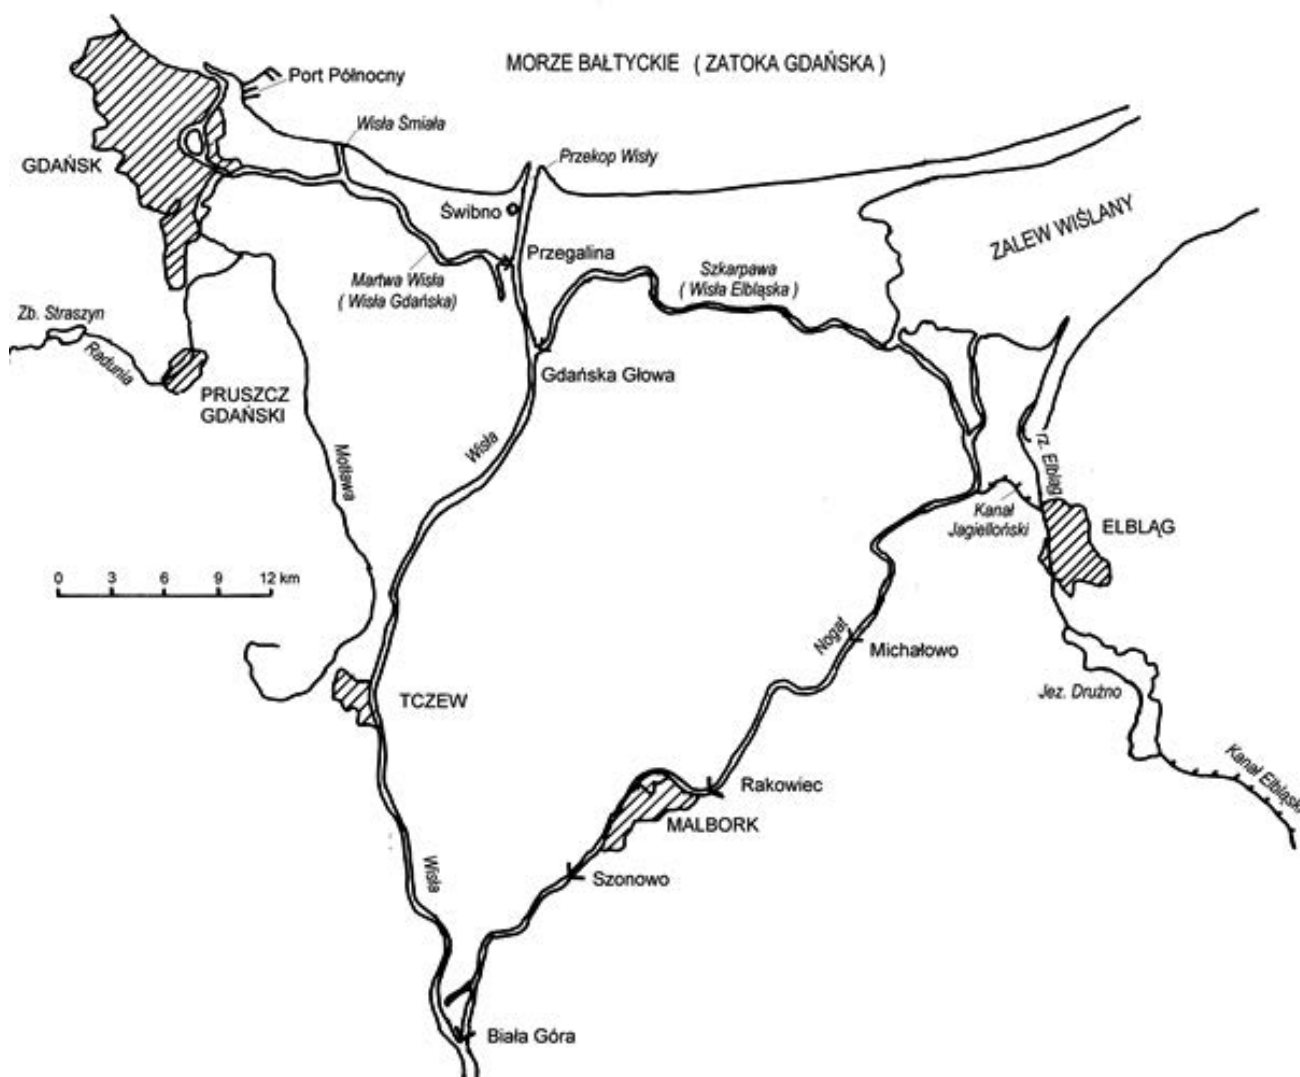 MORZE BAŁTYCKIE ( ZATOKA GDAŃSKA )
Port Północny
Wisła Śmiała
GDAŃSK
Przekop Wisły
Świbno
ZALEW WIŚLANY
Przegalina
Martwa Wisła
( Wisła Gdańska)
Szkarpawa
( Wisła Elbląska )
Zb. Straszyn
Radunia
Gdańska Głowa
PRUSZCZ
GDAŃSKI
Motława
Wisła
rz. Elbląg
Kanał
Jagielloński
ELBLĄG
0 3 6 9 12 km
Nogat
Michałowo
TCZEW
Jez. Drużno
Kanał Elbląski
Rakowiec
MALBORK
Wisła
Szonowo
Biała Góra